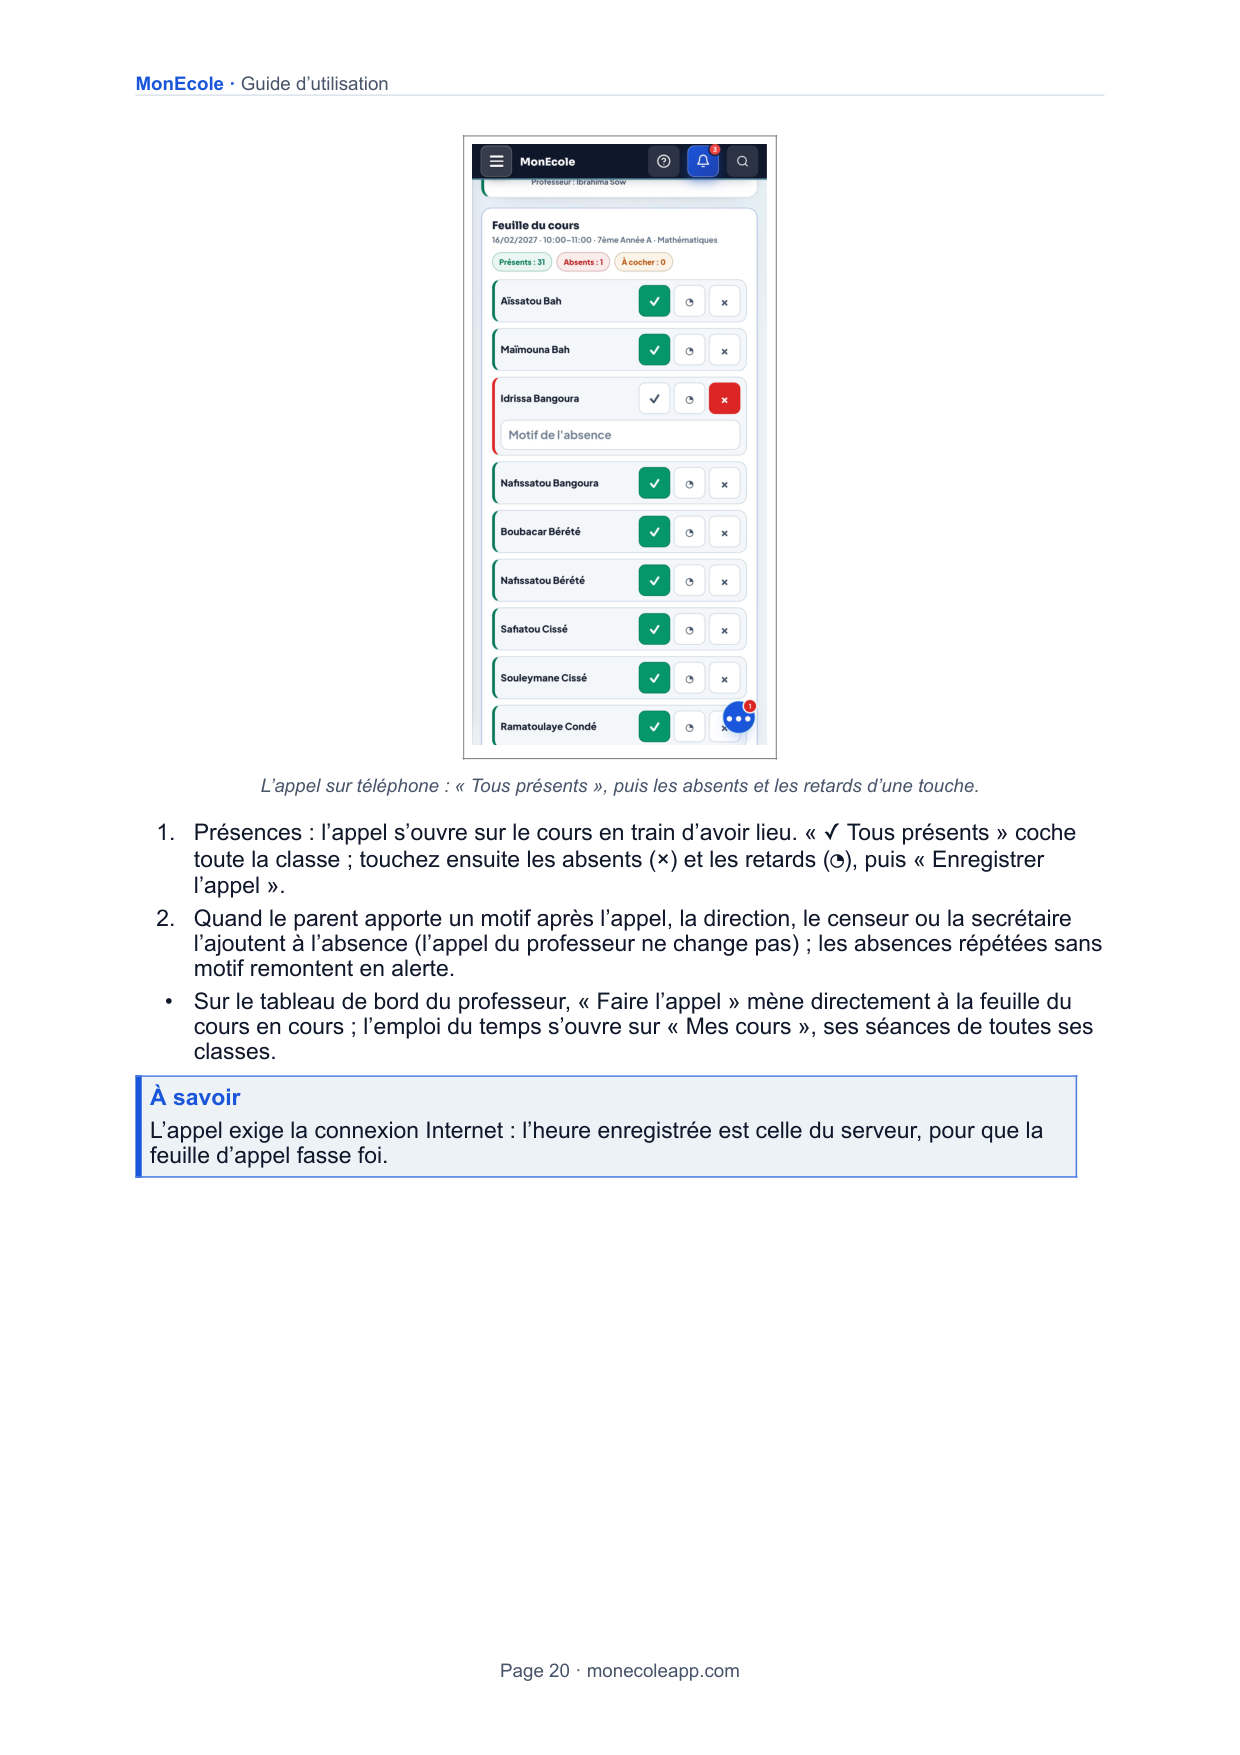 MonEcole · Guide d’utilisation
MonEcole
3
Professeur : Ibrahima Sow
Feuille du cours
16/02/2027 · 10:00–11:00 · 7ème Année A · Mathématiques
Présents : 31 Absents : 1 À cocher : 0
Aïssatou Bah
Maïmouna Bah
Idrissa Bangoura
Motif de l'absence
Nafissatou Bangoura
Boubacar Bérété
Nafissatou Bérété
Safiatou Cissé
Souleymane Cissé
1
Ramatoulaye Condé
L’appel sur téléphone : « Tous présents », puis les absents et les retards d’une touche.
1. Présences : l’appel s’ouvre sur le cours en train d’avoir lieu. « ✓ Tous présents » coche
toute la classe ; touchez ensuite les absents (×) et les retards (◔), puis « Enregistrer
l’appel ».
2. Quand le parent apporte un motif après l’appel, la direction, le censeur ou la secrétaire
l’ajoutent à l’absence (l’appel du professeur ne change pas) ; les absences répétées sans
motif remontent en alerte.
• Sur le tableau de bord du professeur, « Faire l’appel » mène directement à la feuille du
cours en cours ; l’emploi du temps s’ouvre sur « Mes cours », ses séances de toutes ses
classes.
À savoir
L’appel exige la connexion Internet : l’heure enregistrée est celle du serveur, pour que la
feuille d’appel fasse foi.
Page 20 · monecoleapp.com